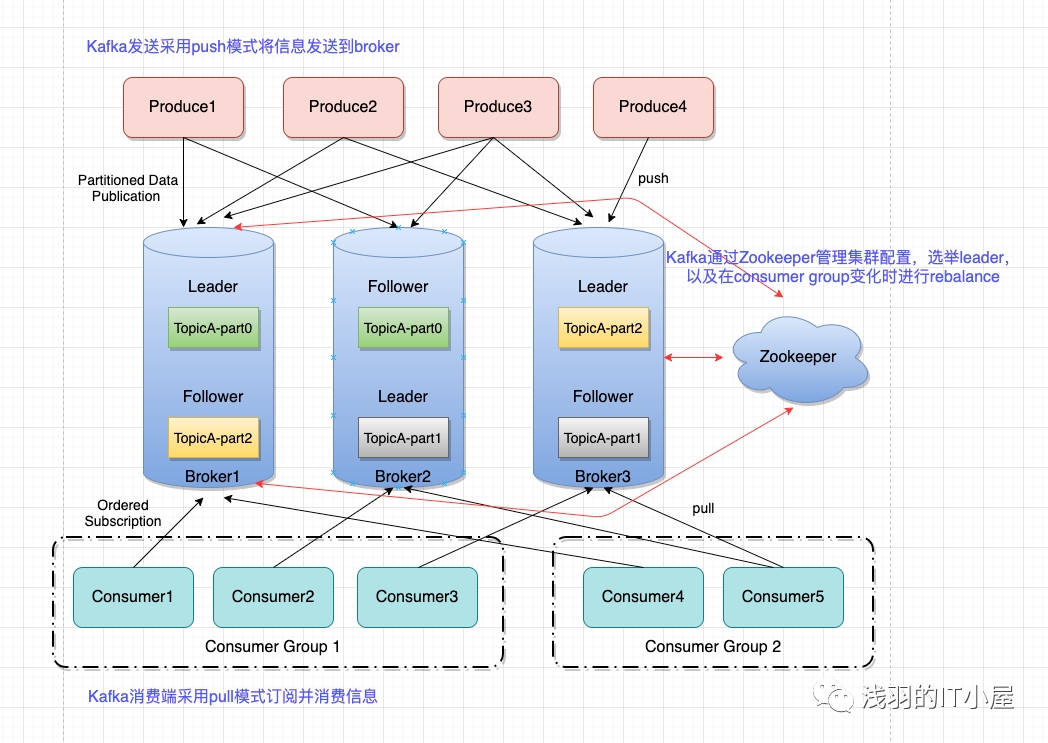 Kafka发送采用push模式将信息发送到broker
Produce1
Produce2
Produce3
Produce4
Partitioned Data
Publication
push
Kafka通过Zookeeper管理集群配置，选举leader，
以及在consumer group变化时进行rebalance
Leader
Follower
Leader
TopicA-part0
TopicA-part0
TopicA-part2
Zookeeper
Follower
Leader
Follower
TopicA-part2
TopicA-part1
TopicA-part1
Broker1
Broker2
Broker3
Ordered
Subscription
pull
Consumer1
Consumer2
Consumer3
Consumer4
Consumer5
Consumer Group 1
Consumer Group 2
Kafka消费端采用pull模式订阅并消费信息
浅羽的IT小屋